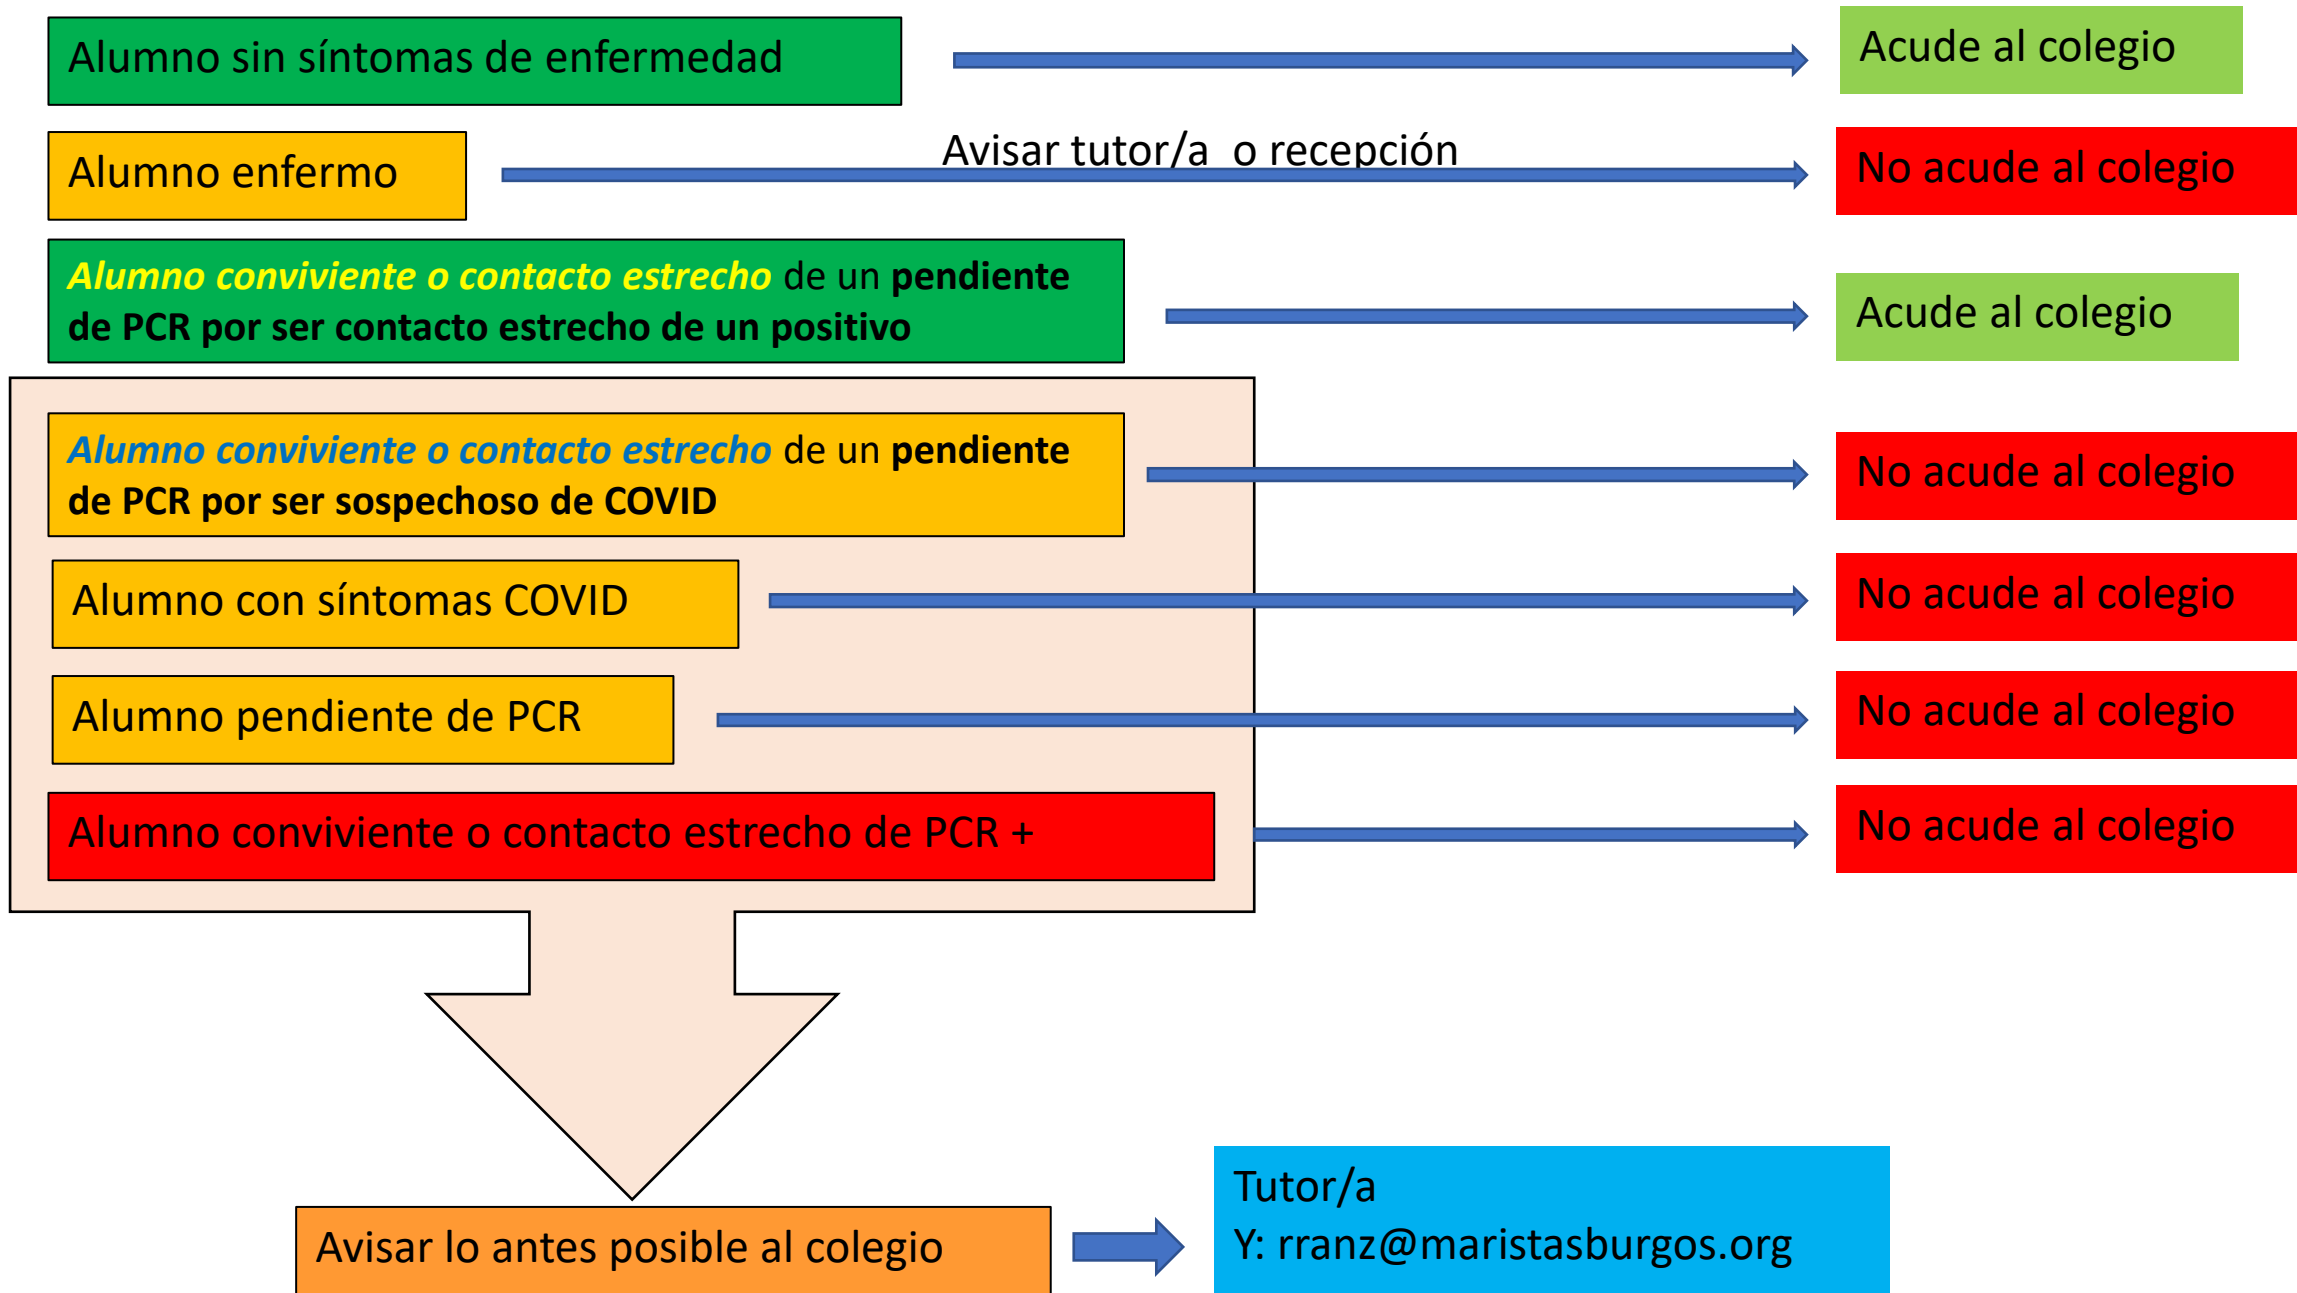 Alumno sin síntomas de enfermedad
Acude al colegio
Alumno enfermo
Avisar tutor/a o recepción
No acude al colegio
Alumno conviviente o contacto estrecho de un pendiente
de PCR por ser contacto estrecho de un positivo
Acude al colegio
Alumno conviviente o contacto estrecho de un pendiente
de PCR por ser sospechoso de COVID
No acude al colegio
Alumno con síntomas COVID
No acude al colegio
Alumno pendiente de PCR
No acude al colegio
Alumno conviviente o contacto estrecho de PCR +
No acude al colegio
Avisar lo antes posible al colegio
Tutor/a
Y: rranz@maristasburgos.org